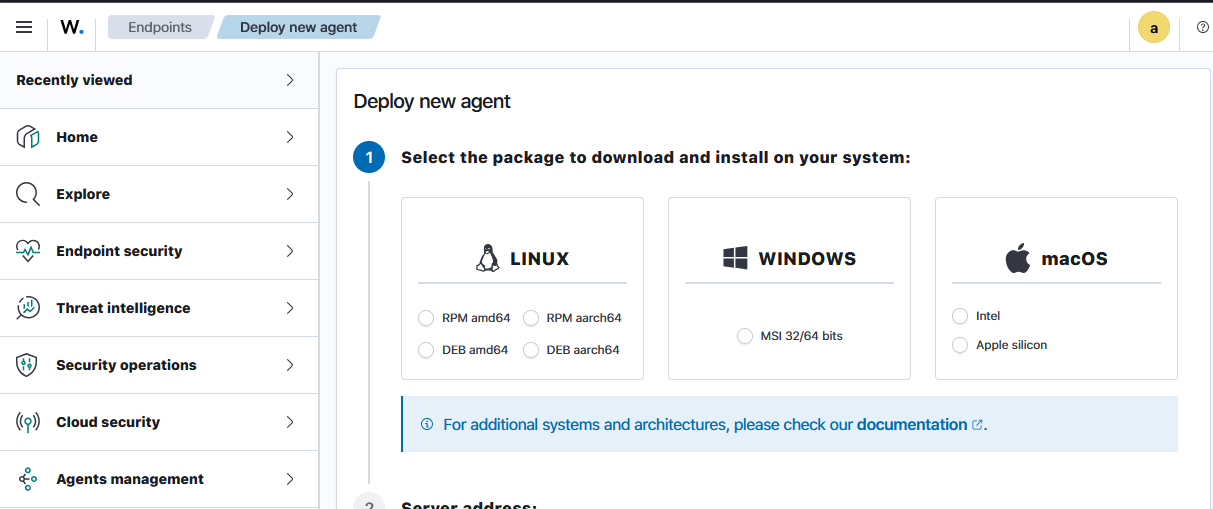 W.
Endpoints
Deploy new agent
a
Recently viewed
Home
Explore
Endpoint security
Threat intelligence
Security operations
Cloud security
Agents management
Deploy new agent
1
Select the package to download and install on your system:
LINUX
RPM amd64
RPM aarch64
DEB amd64
DEB aarch64
WINDOWS
MSI 32/64 bits
macOS
Intel
Apple silicon
For additional systems and architectures, please check our documentation.
2
Server address: